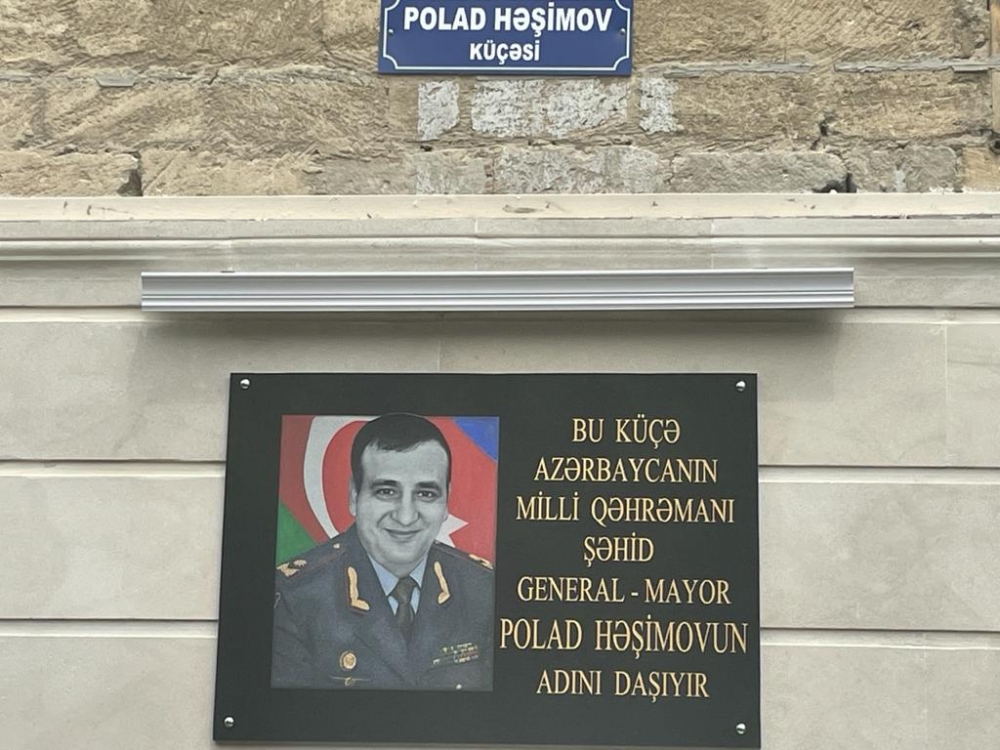 POLAD HƏŞİMOV
KÜÇƏSİ
BU KÜÇƏ
AZƏRBAYCANIN
MİLLİ QƏHRƏMANI
ŞƏHİD
GENERAL - MAYOR
POLAD HƏŞİMOVUN
ADINI DAŞIYIR